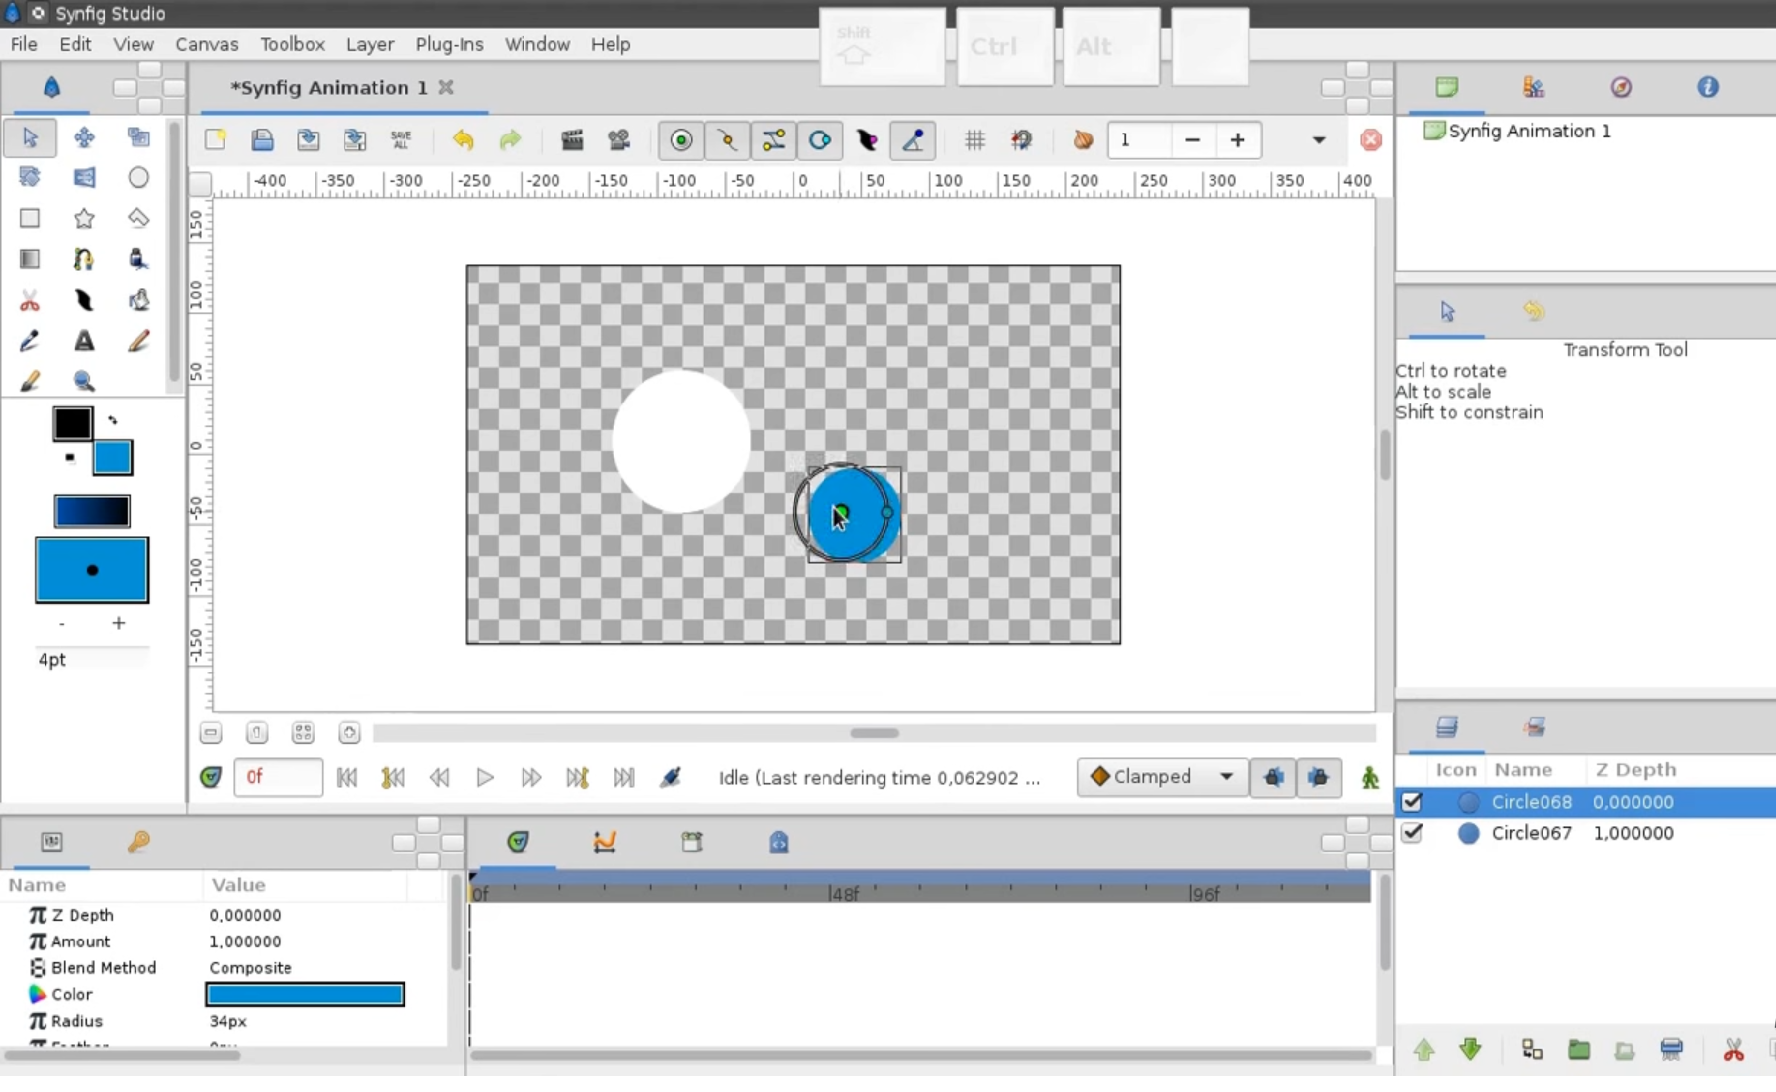 Synfig Studio
File Edit View Canvas Toolbox Layer Plug-Ins Window Help
Shift
Ctrl
Alt
*Synfig Animation 1
SAVE
ALL
1
-400 -350 -300 -250 -200 -150 -100 -50 0 50 100 150 200 250 300 350 400
150
100
50
0
-50
-100
-150
Synfig Animation 1
Transform Tool
Ctrl to rotate
Alt to scale
Shift to constrain
- +
4pt
0f
Idle (Last rendering time 0,062902 ...
Clamped
Icon Name Z Depth
Circle068 0,000000
Circle067 1,000000
Name Value
Z Depth 0,000000
Amount 1,000000
Blend Method Composite
Color
Radius 34px
0f 48f 96f